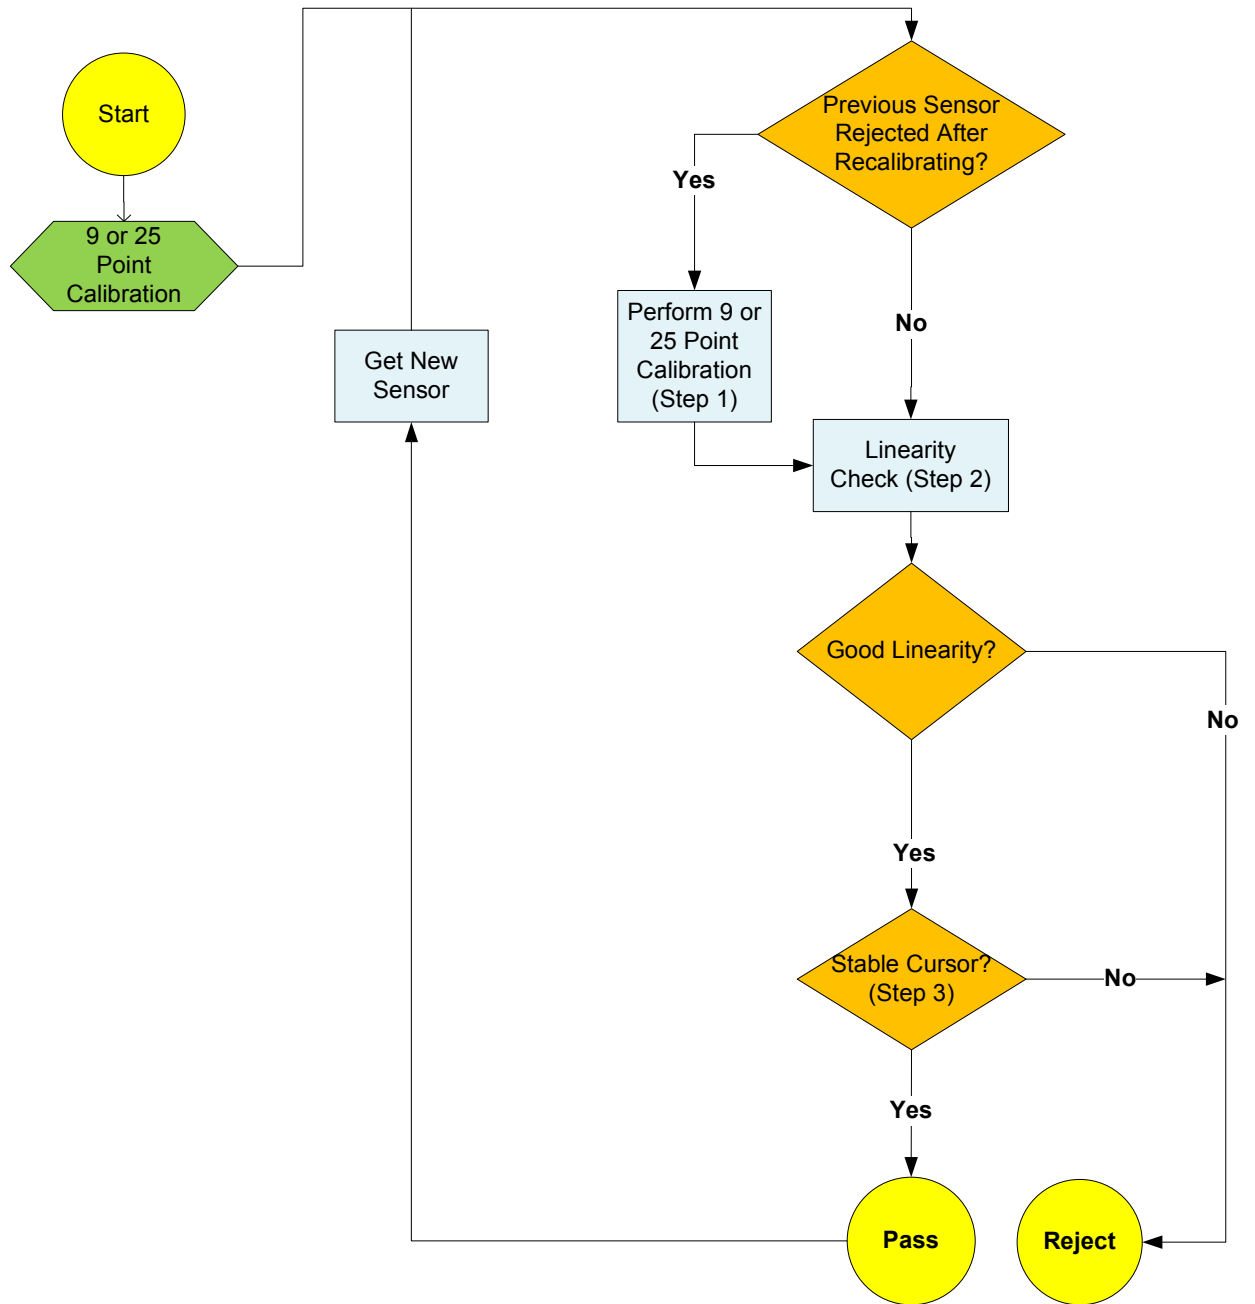 Start
9 or 25
Point
Calibration
Previous Sensor
Rejected After
Recalibrating?
Yes
Perform 9 or
25 Point
Calibration
(Step 1)
No
Get New
Sensor
Linearity
Check (Step 2)
Good Linearity?
No
Yes
Stable Cursor?
(Step 3)
No
Yes
Pass
Reject